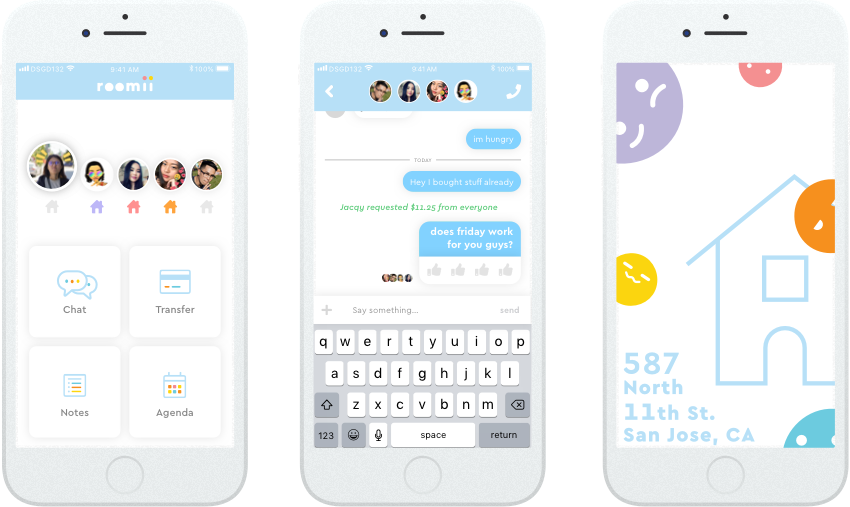 DSGD132
9:41 AM
100%
roomii
Chat
Transfer
Notes
Agenda
DSGD132
9:41 AM
100%
im hungry
TODAY
Hey I bought stuff already
Jacqy requested $11.25 from everyone
does friday work
for you guys?
Say something...
send
q w e r t y u i o p
a s d f g h j k l
z x c v b n m
123
space
return
587
North
11th St.
San Jose, CA